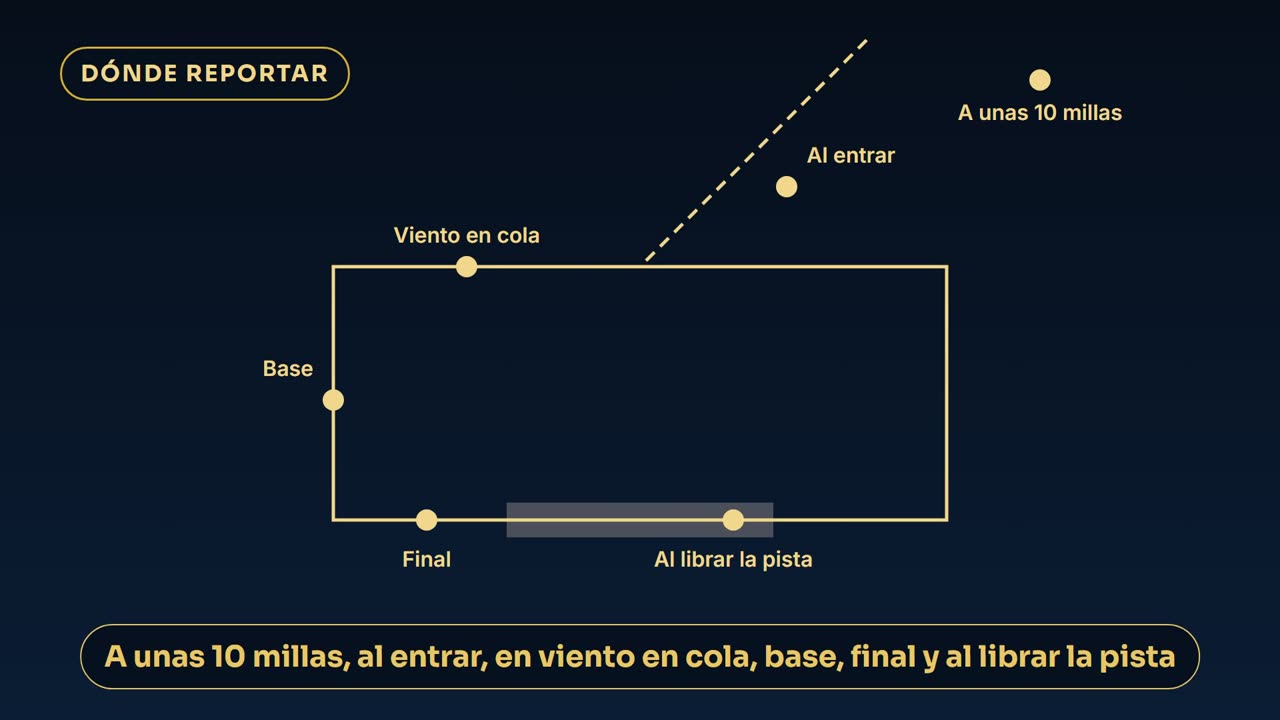 DÓNDE REPORTAR
A unas 10 millas
Al entrar
Viento en cola
Base
Final
Al librar la pista
A unas 10 millas, al entrar, en viento en cola, base, final y al librar la pista